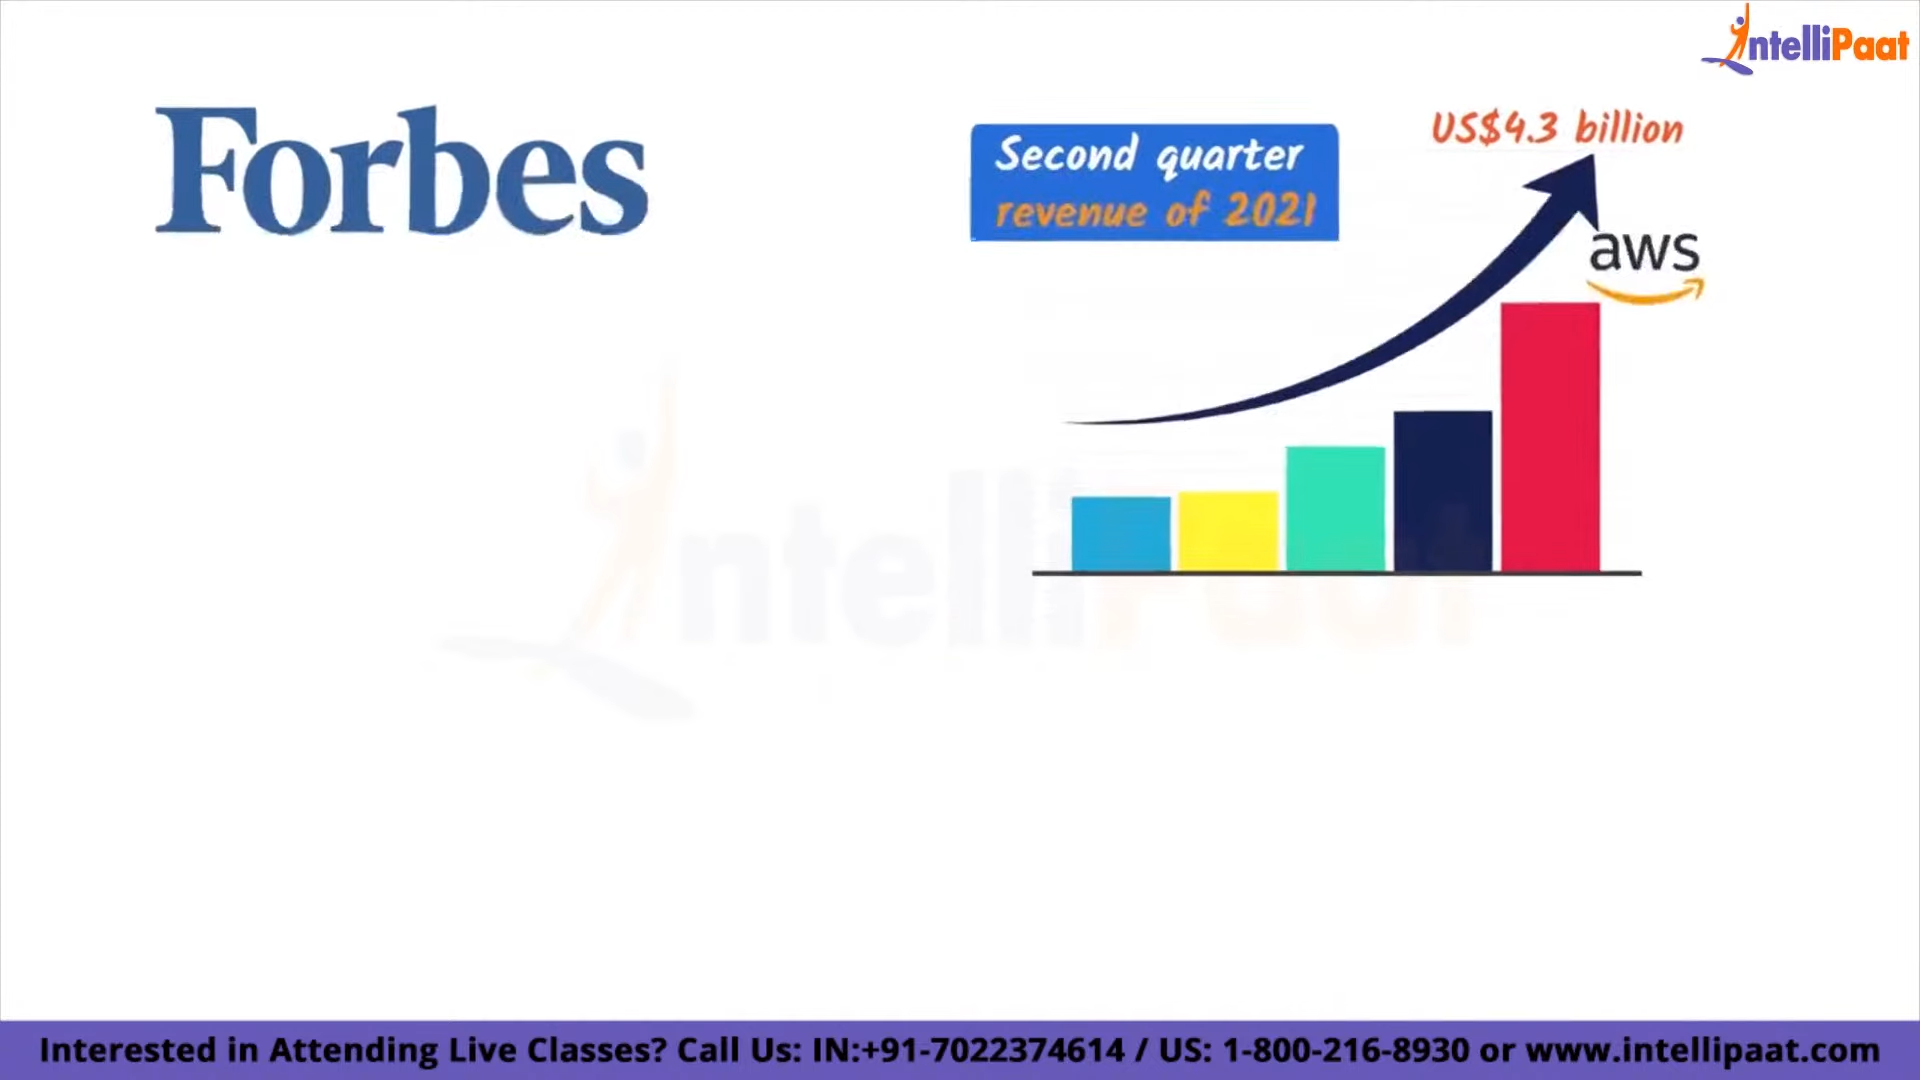 IntelliPaat
Forbes
Second quarter
revenue of 2021
US$4.3 billion
aws
IntelliPaat
Interested in Attending Live Classes? Call Us: IN:+91-7022374614 / US: 1-800-216-8930 or www.intellipaat.com